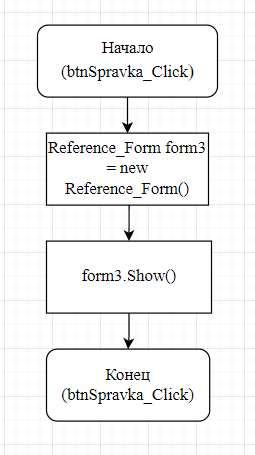 Начало
(btnSpravka_Click)
Reference_Form form3
= new
Reference_Form()
form3.Show()
Конец
(btnSpravka_Click)